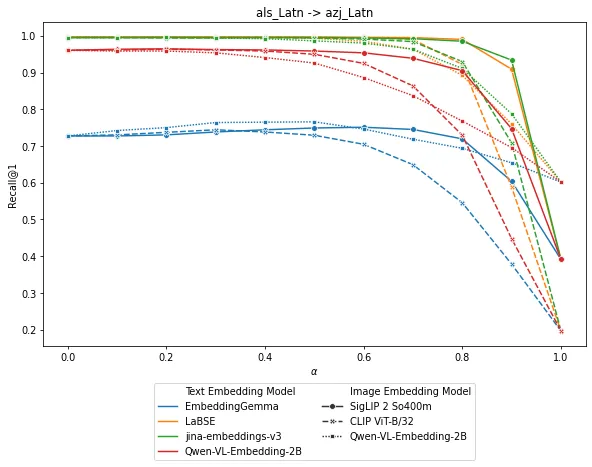 als_Latn -> azj_Latn
Recall@1
1.0
0.9
0.8
0.7
0.6
0.5
0.4
0.3
0.2
0.0 0.2 0.4 0.6 0.8 1.0
α
Text Embedding Model
EmbeddingGemma
LaBSE
jina-embeddings-v3
Qwen-VL-Embedding-2B
Image Embedding Model
SigLIP 2 So400m
CLIP ViT-B/32
Qwen-VL-Embedding-2B